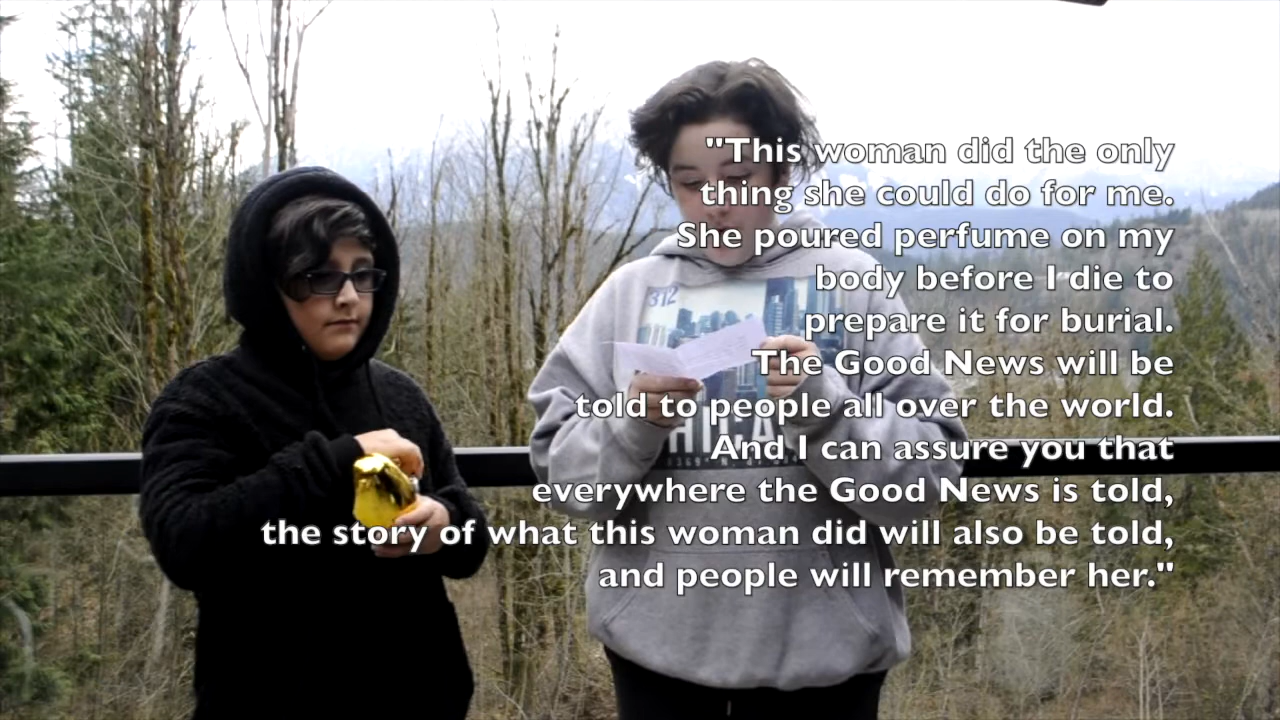 "This woman did the only
thing she could do for me.
She poured perfume on my
body before I die to
prepare it for burial.
The Good News will be
told to people all over the world.
And I can assure you that
everywhere the Good News is told,
the story of what this woman did will also be told,
and people will remember her."
312